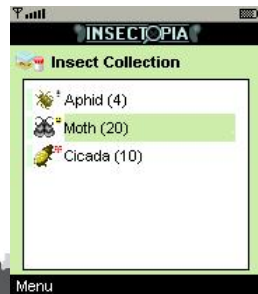 INSECTOPIA
Insect Collection
Aphid (4)
Moth (20)
Cicada (10)
Menu